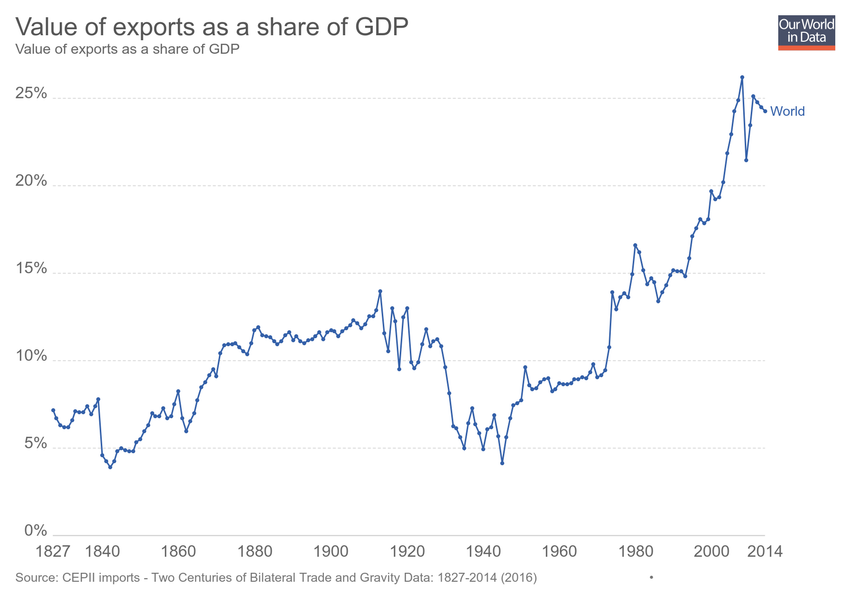 Value of exports as a share of GDP
Value of exports as a share of GDP
Our World
in Data
25%
World
20%
15%
10%
5%
0%
1827 1840 1860 1880 1900 1920 1940 1960 1980 2000 2014
Source: CEPII imports - Two Centuries of Bilateral Trade and Gravity Data: 1827-2014 (2016) •